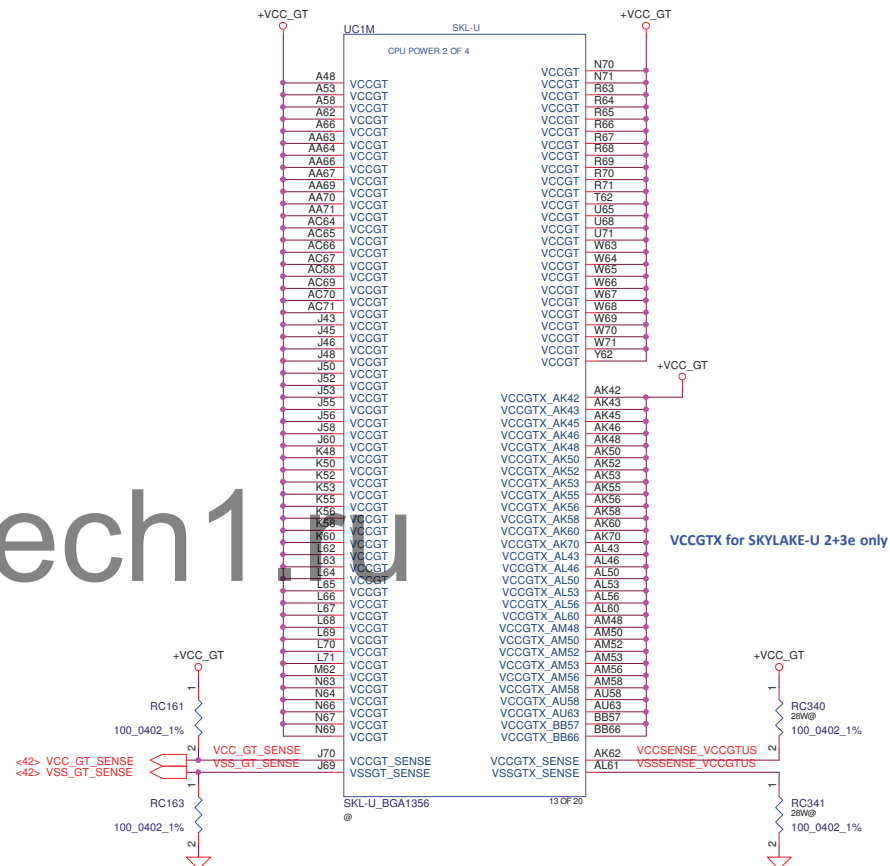 +VCC_GT
+VCC_GT
UC1M
SKL-U
CPU POWER 2 OF 4
A48 VCCGT
A53 VCCGT
A58 VCCGT
A62 VCCGT
A66 VCCGT
AA63 VCCGT
AA64 VCCGT
AA66 VCCGT
AA67 VCCGT
AA69 VCCGT
AA70 VCCGT
AA71 VCCGT
AC64 VCCGT
AC65 VCCGT
AC66 VCCGT
AC67 VCCGT
AC68 VCCGT
AC69 VCCGT
AC70 VCCGT
AC71 VCCGT
J43 VCCGT
J45 VCCGT
J46 VCCGT
J48 VCCGT
J50 VCCGT
J52 VCCGT
J53 VCCGT
J55 VCCGT
J56 VCCGT
J58 VCCGT
J60 VCCGT
K48 VCCGT
K50 VCCGT
K52 VCCGT
K53 VCCGT
K55 VCCGT
K56 VCCGT
K58 VCCGT
K60 VCCGT
L62 VCCGT
L63 VCCGT
L64 VCCGT
L65 VCCGT
L66 VCCGT
L67 VCCGT
L68 VCCGT
L69 VCCGT
L70 VCCGT
L71 VCCGT
M62 VCCGT
N63 VCCGT
N64 VCCGT
N66 VCCGT
N67 VCCGT
N69 VCCGT
VCCGT N70
VCCGT N71
VCCGT R63
VCCGT R64
VCCGT R65
VCCGT R66
VCCGT R67
VCCGT R68
VCCGT R69
VCCGT R70
VCCGT R71
VCCGT T62
VCCGT U65
VCCGT U68
VCCGT U71
VCCGT W63
VCCGT W64
VCCGT W65
VCCGT W66
VCCGT W67
VCCGT W68
VCCGT W69
VCCGT W70
VCCGT W71
VCCGT Y62
+VCC_GT
VCCGTX_AK42 AK42
VCCGTX_AK43 AK43
VCCGTX_AK45 AK45
VCCGTX_AK46 AK46
VCCGTX_AK48 AK48
VCCGTX_AK50 AK50
VCCGTX_AK52 AK52
VCCGTX_AK53 AK53
VCCGTX_AK55 AK55
VCCGTX_AK56 AK56
VCCGTX_AK58 AK58
VCCGTX_AK60 AK60
VCCGTX_AK70 AK70
VCCGTX_AL43 AL43
VCCGTX_AL46 AL46
VCCGTX_AL50 AL50
VCCGTX_AL53 AL53
VCCGTX_AL56 AL56
VCCGTX_AL60 AL60
VCCGTX_AM48 AM48
VCCGTX_AM50 AM50
VCCGTX_AM52 AM52
VCCGTX_AM53 AM53
VCCGTX_AM56 AM56
VCCGTX_AM58 AM58
VCCGTX_AU58 AU58
VCCGTX_AU63 AU63
VCCGTX_BB57 BB57
VCCGTX_BB66 BB66
VCCGTX for SKYLAKE-U 2+3e only
ech1.ru
+VCC_GT
1
RC161
100_0402_1%
2
<42> VCC_GT_SENSE VCC_GT_SENSE J70 VCCGT_SENSE
<42> VSS_GT_SENSE VSS_GT_SENSE J69 VSSGT_SENSE
1
RC163
100_0402_1%
2
+VCC_GT
1
RC340
28W@
100_0402_1%
2
VCCGTX_SENSE AK62 VCCSENSE_VCCGTUS
VSSGTX_SENSE AL61 VSSSENSE_VCCGTUS
1
RC341
28W@
100_0402_1%
2
SKL-U_BGA1356
13 OF 20
@